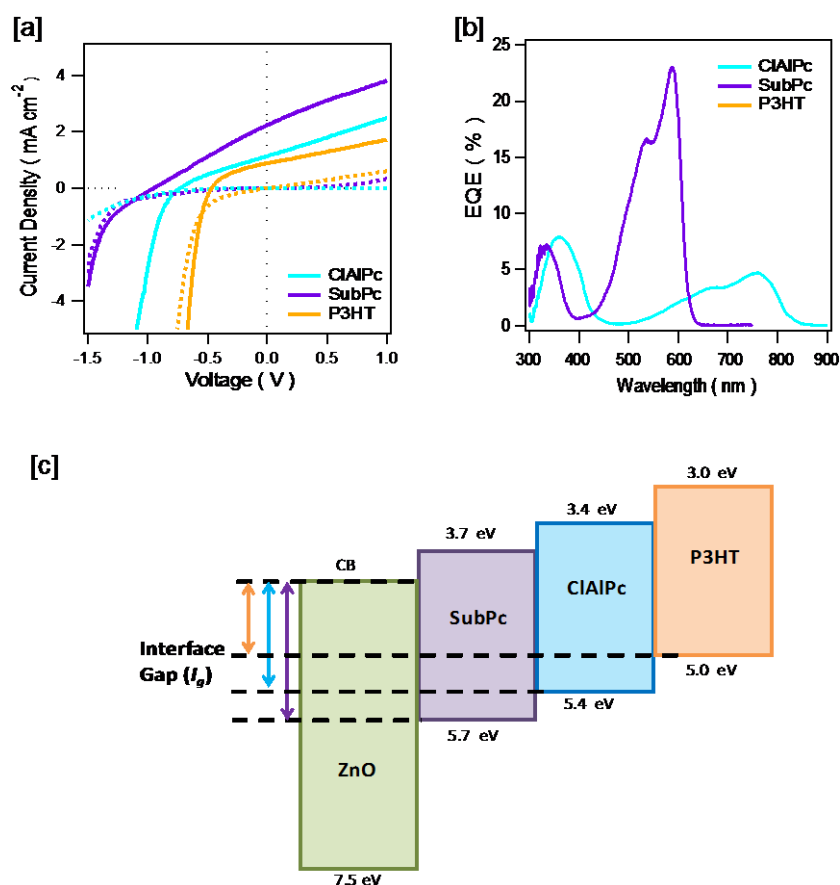 [a]
4
2
0
-2
-4
Current Density ( mA cm-2 )
ClAlPc
SubPc
P3HT
-1.5 -1.0 -0.5 0.0 0.5 1.0
Voltage ( V )
[b]
25
20
15
10
5
0
EQE ( % )
ClAlPc
SubPc
P3HT
300 400 500 600 700 800 900
Wavelength ( nm )
[c]
3.0 eV
3.4 eV
3.7 eV
CB
P3HT
ClAlPc
SubPc
Interface
Gap (Ig)
5.0 eV
5.4 eV
5.7 eV
ZnO
7.5 eV